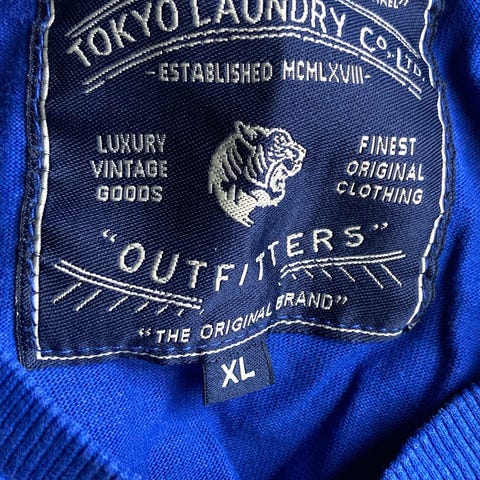 TOKYO LAUNDRY CO., LTD.
-ESTABLISHED MCMLXVIII-
LUXURY
VINTAGE
GOODS
FINEST
ORIGINAL
CLOTHING
"OUTFITTERS"
"THE ORIGINAL BRAND"
XL